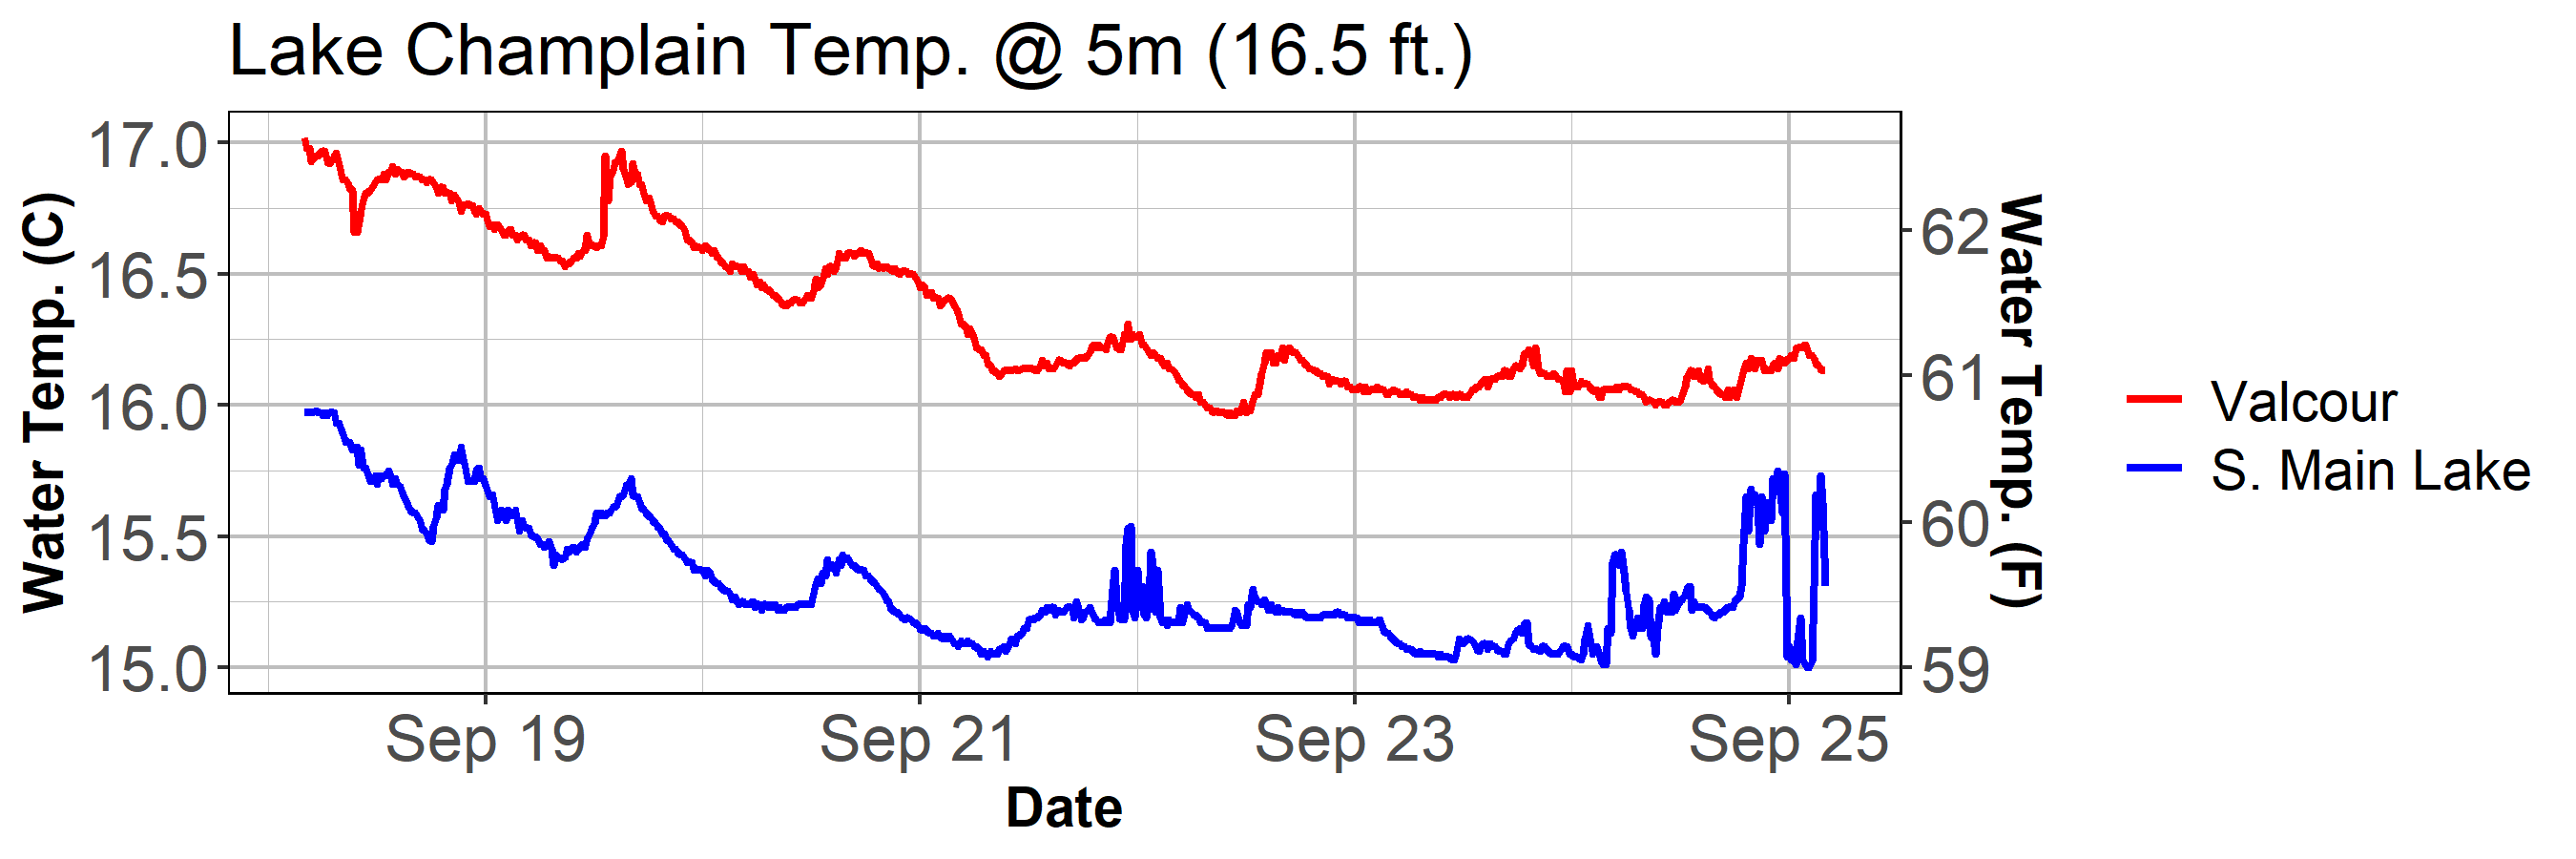 Lake Champlain Temp. @ 5m (16.5 ft.)
Water Temp. (C)
17.0
16.5
16.0
15.5
15.0
62
61
60
59
Water Temp. (F)
Sep 19
Sep 21
Sep 23
Sep 25
Date
Valcour
S. Main Lake